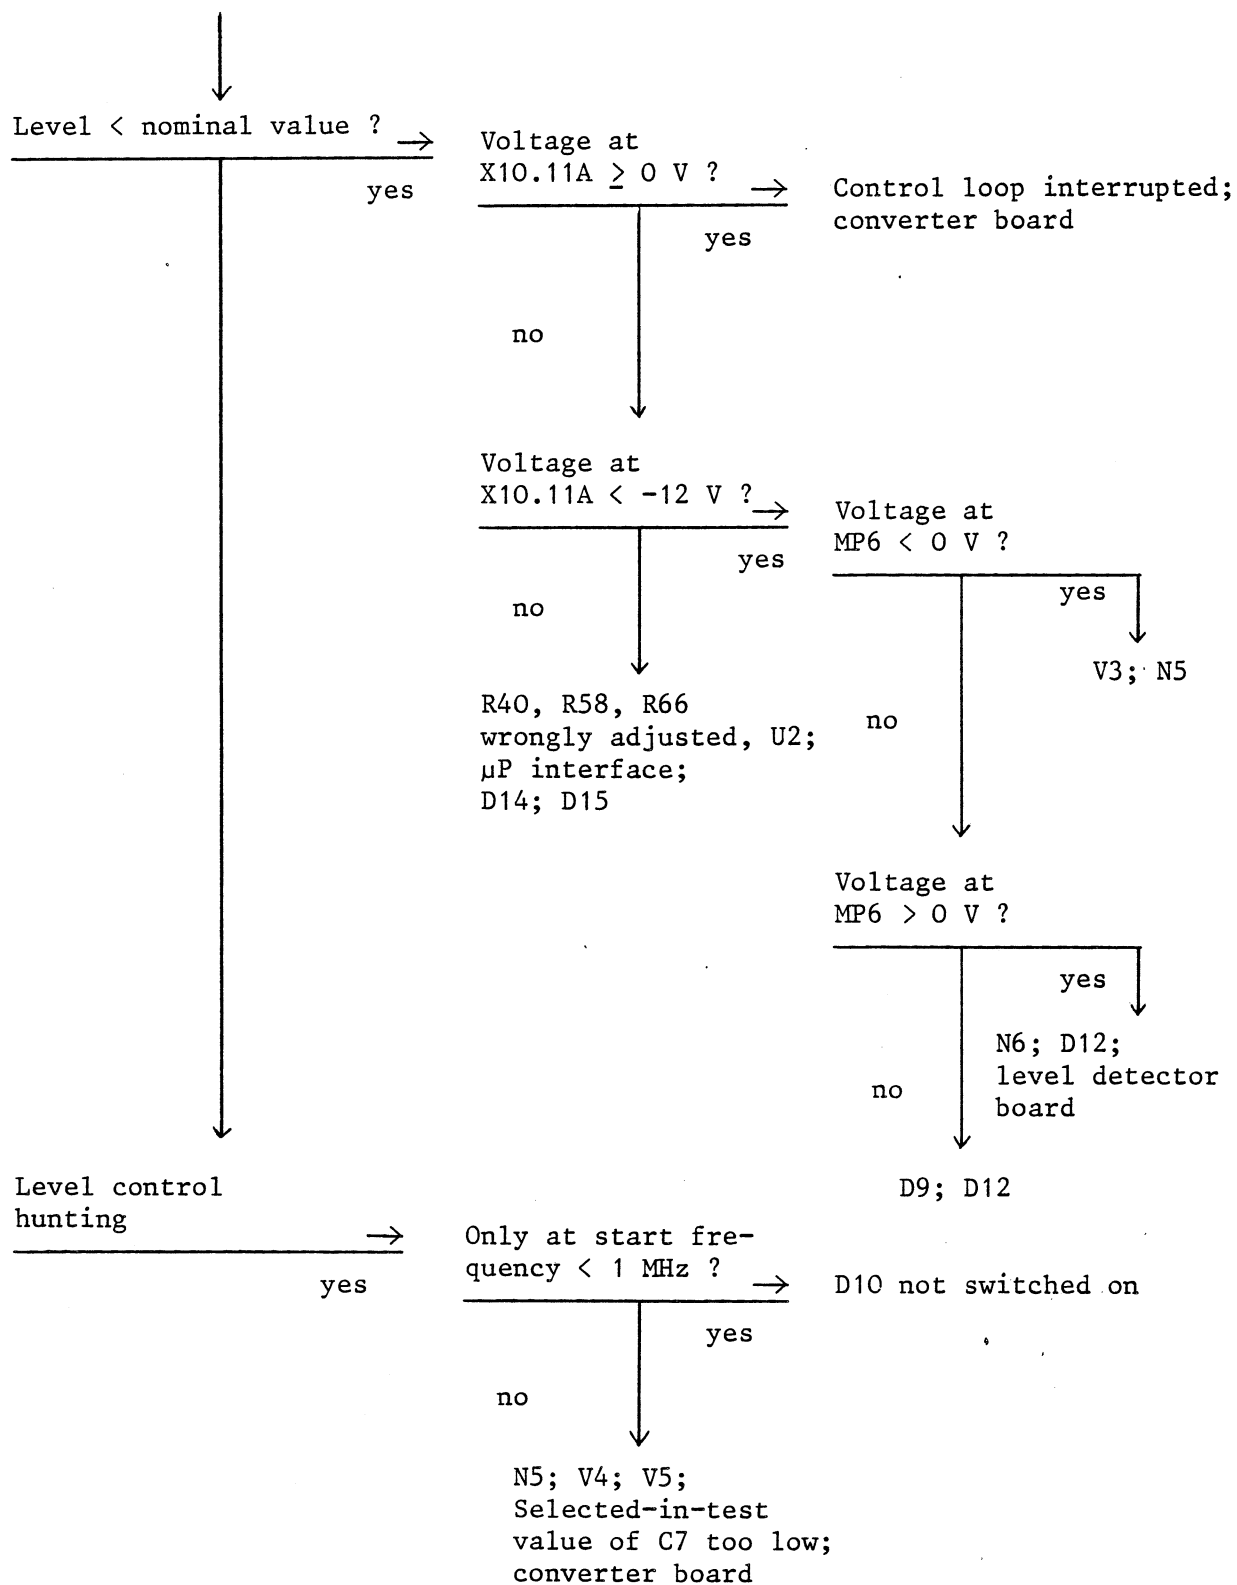 Level < nominal value ?
yes
Voltage at
X10.11A ≥ 0 V ?
yes
Control loop interrupted;
converter board
no
Voltage at
X10.11A < -12 V ?
yes
Voltage at
MP6 < 0 V ?
yes
V3; N5
no
R40, R58, R66
wrongly adjusted, U2;
µP interface;
D14; D15
no
Voltage at
MP6 > 0 V ?
yes
N6; D12;
level detector
board
no
D9; D12
Level control
hunting
yes
Only at start fre-
quency < 1 MHz ?
yes
D10 not switched on
no
N5; V4; V5;
Selected-in-test
value of C7 too low;
converter board